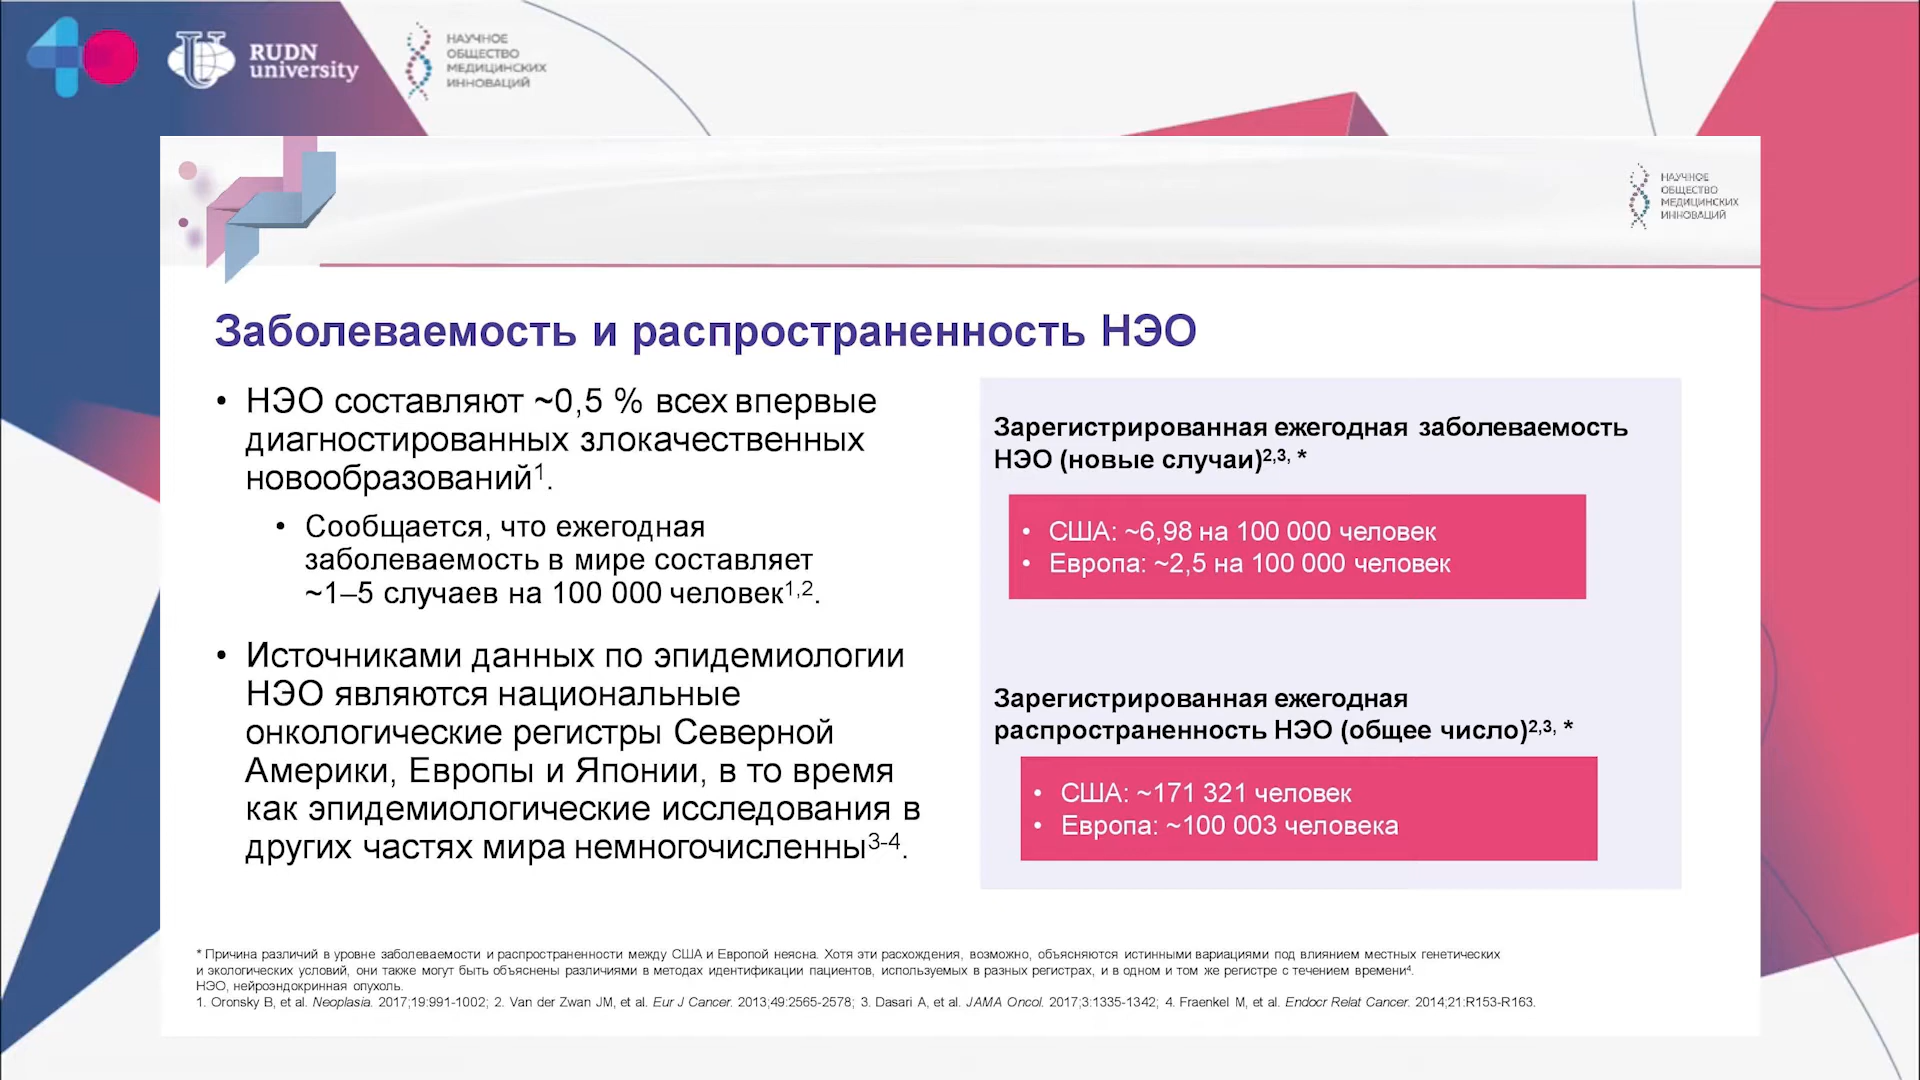 RUDN
university
НАУЧНОЕ
ОБЩЕСТВО
МЕДИЦИНСКИХ
ИННОВАЦИЙ
НАУЧНОЕ
ОБЩЕСТВО
МЕДИЦИНСКИХ
ИННОВАЦИЙ
Заболеваемость и распространенность НЭО
• НЭО составляют ~0,5 % всех впервые
диагностированных злокачественных
новообразований¹.
• Сообщается, что ежегодная
заболеваемость в мире составляет
~1–5 случаев на 100 000 человек¹,².
• Источниками данных по эпидемиологии
НЭО являются национальные
онкологические регистры Северной
Америки, Европы и Японии, в то время
как эпидемиологические исследования в
других частях мира немногочисленны³⁻⁴.
Зарегистрированная ежегодная заболеваемость
НЭО (новые случаи)²,³, *
• США: ~6,98 на 100 000 человек
• Европа: ~2,5 на 100 000 человек
Зарегистрированная ежегодная
распространенность НЭО (общее число)²,³, *
• США: ~171 321 человек
• Европа: ~100 003 человека
* Причина различий в уровне заболеваемости и распространенности между США и Европой неясна. Хотя эти расхождения, возможно, объясняются истинными вариациями под влиянием местных генетических
и экологических условий, они также могут быть объяснены различиями в методах идентификации пациентов, используемых в разных регистрах, и в одном и том же регистре с течением времени⁴.
НЭО, нейроэндокринная опухоль.
1. Oronsky B, et al. Neoplasia. 2017;19:991-1002; 2. Van der Zwan JM, et al. Eur J Cancer. 2013;49:2565-2578; 3. Dasari A, et al. JAMA Oncol. 2017;3:1335-1342; 4. Fraenkel M, et al. Endocr Relat Cancer. 2014;21:R153-R163.